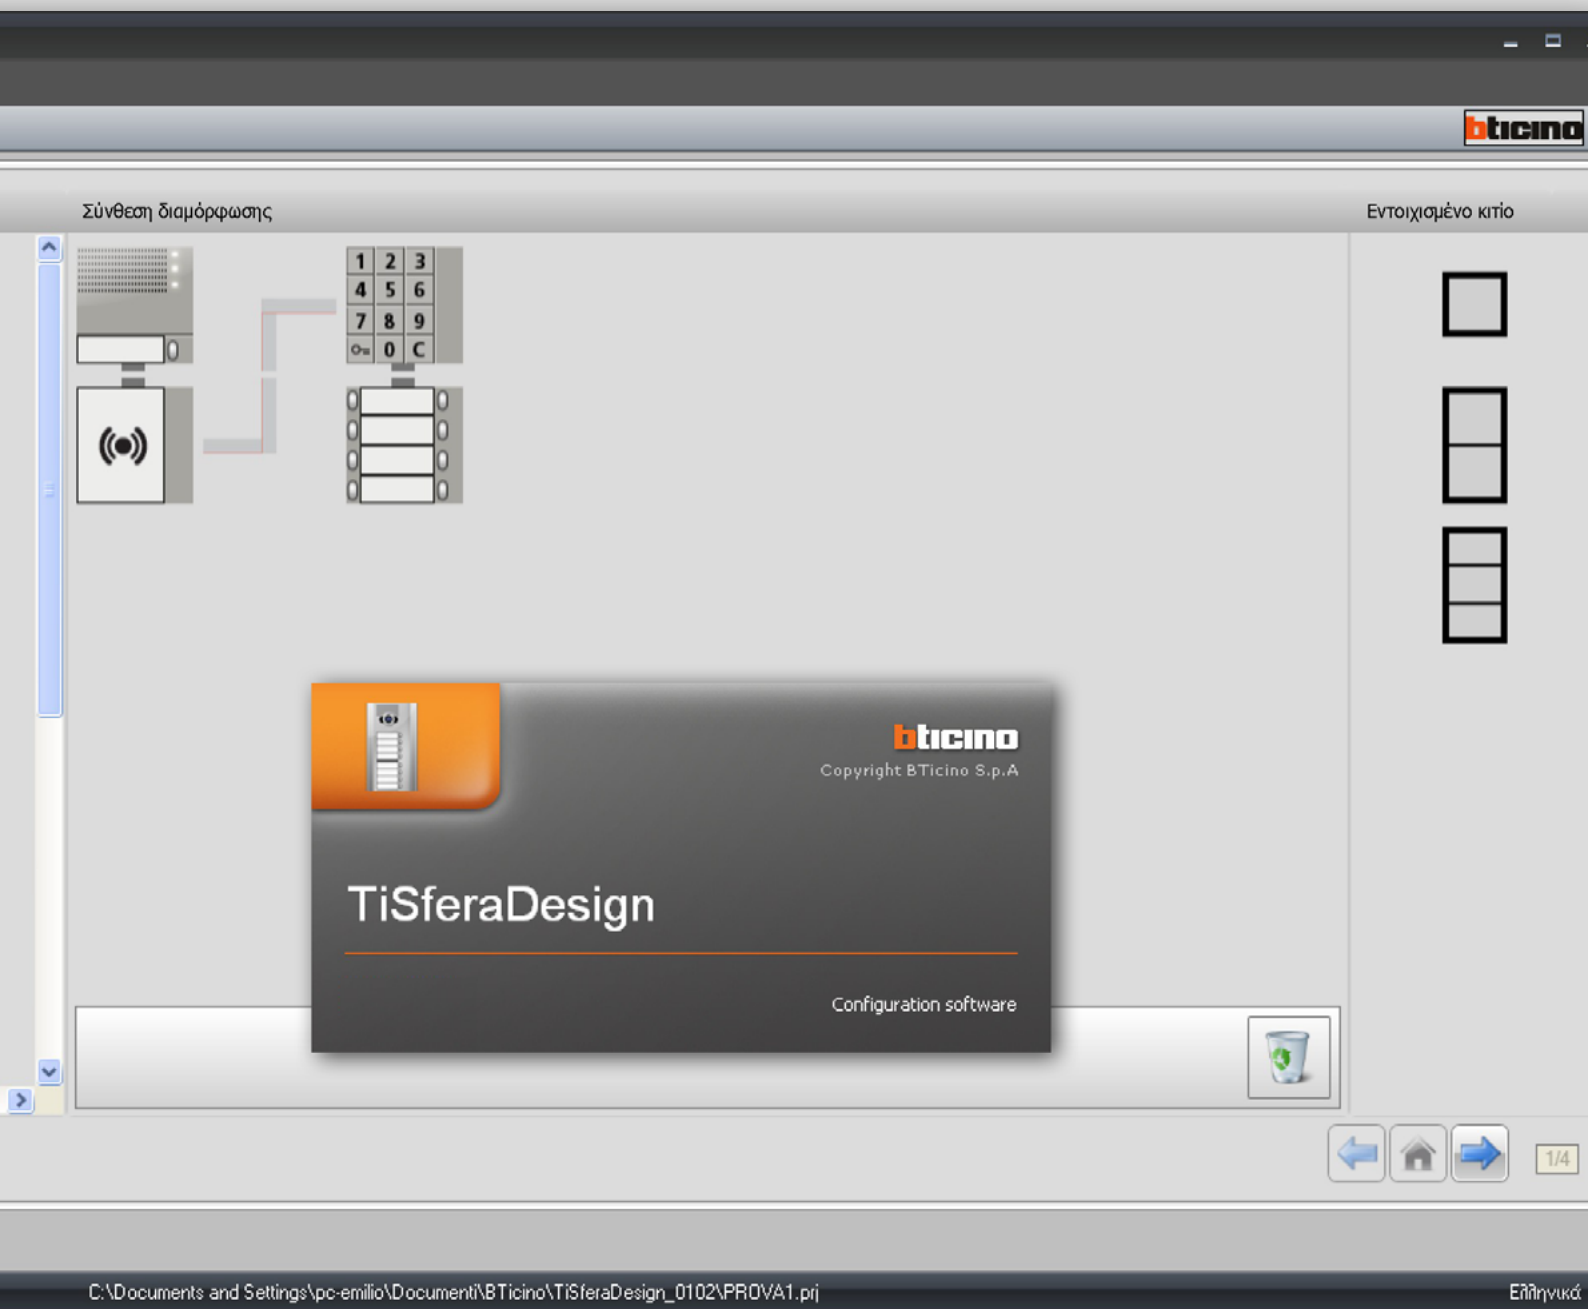 bticino
Σύνθεση διαμόρφωσης
Εντοιχισμένο κιτίο
1 2 3
4 5 6
7 8 9
0 C
bticino
Copyright BTicino S.p.A
TiSferaDesign
Configuration software
1/4
C:\Documents and Settings\pc-emilio\Documenti\BTicino\TiSferaDesign_0102\PROVA1.prj
Ελληνικά